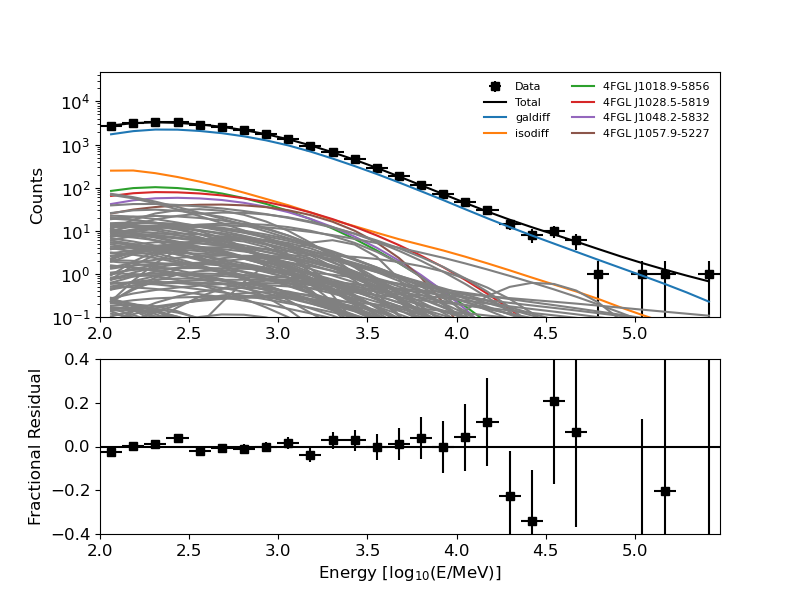 10⁴
10³
10²
10¹
10⁰
10⁻¹
Counts
Data
Total
galdiff
isodiff
4FGL J1018.9-5856
4FGL J1028.5-5819
4FGL J1048.2-5832
4FGL J1057.9-5227
2.0 2.5 3.0 3.5 4.0 4.5 5.0
0.4
0.2
0.0
−0.2
−0.4
Fractional Residual
2.0 2.5 3.0 3.5 4.0 4.5 5.0
Energy [log₁₀(E/MeV)]